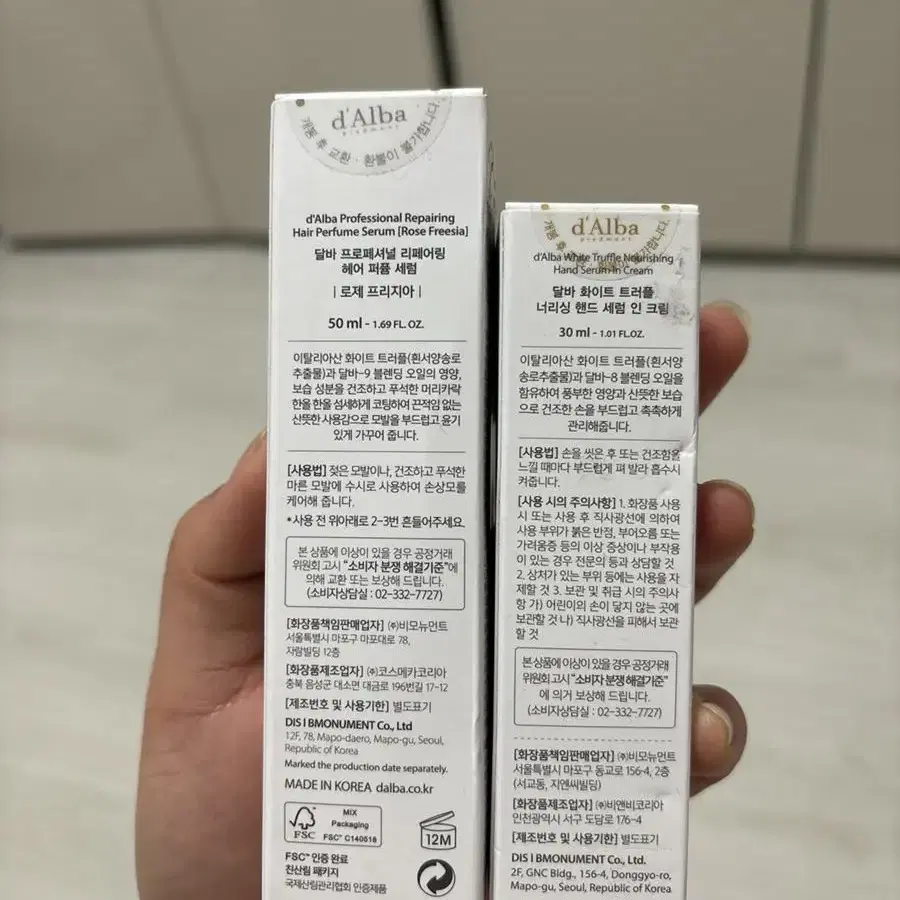 d'Alba
piedmont
개봉 후 교환·환불이 불가합니다.
d'Alba Professional Repairing
Hair Perfume Serum [Rose Freesia]
달바 프로페셔널 리페어링
헤어 퍼퓸 세럼
| 로제 프리지아 |
50 ml - 1.69 FL. OZ.
이탈리아산 화이트 트러플(흰서양송로
추출물)과 달바-9 블렌딩 오일의 영양,
보습 성분을 건조하고 푸석한 머리카락
한올 한올 섬세하게 코팅하여 끈적임 없는
산뜻한 사용감으로 모발을 부드럽고 윤기
있게 가꾸어 줍니다.
[사용법] 젖은 모발이나, 건조하고 푸석한
마른 모발에 수시로 사용하여 손상모를
케어해 줍니다.
*사용 전 위아래로 2-3번 흔들어주세요.
본 상품에 이상이 있을 경우 공정거래
위원회 고시 "소비자 분쟁 해결기준"에
의해 교환 또는 보상해 드립니다.
(소비자상담실 : 02-332-7727)
[화장품책임판매업자] ㈜비모뉴먼트
서울특별시 마포구 마포대로 78,
자람빌딩 12층
[화장품제조업자] ㈜코스메카코리아
충북 음성군 대소면 대금로 196번길 17-12
[제조번호 및 사용기한] 별도표기
DIS I BMONUMENT Co., Ltd
12F, 78, Mapo-daero, Mapo-gu, Seoul,
Republic of Korea
Marked the production date separately.
MADE IN KOREA dalba.co.kr
FSC
MIX
Packaging
FSC™ C140518
12M
FSC™ 인증 완료
친산림 패키지
국제산림관리협회 인증제품
d'Alba
piedmont
개봉 후 환불이 불가합니다.
d'Alba White Truffle Nourishing
Hand Serum In Cream
달바 화이트 트러플
너리싱 핸드 세럼 인 크림
30 ml - 1.01 FL.OZ.
이탈리아산 화이트 트러플(흰서양
송로추출물)과 달바-8 블렌딩 오일을
함유하여 풍부한 영양과 산뜻한 보습
으로 건조한 손을 부드럽고 촉촉하게
관리해줍니다.
[사용법] 손을 씻은 후 또는 건조함을
느낄 때마다 부드럽게 펴 발라 흡수시
켜줍니다.
[사용 시의 주의사항] 1. 화장품 사용
시 또는 사용 후 직사광선에 의하여
사용 부위가 붉은 반점, 부어오름 또는
가려움증 등의 이상 증상이나 부작용
이 있는 경우 전문의 등과 상담할 것
2. 상처가 있는 부위 등에는 사용을 자
제할 것 3. 보관 및 취급 시의 주의사
항 가) 어린이의 손이 닿지 않는 곳에
보관할 것 나) 직사광선을 피해서 보관
할 것
본 상품에 이상이 있을 경우 공정거래
위원회 고시 "소비자 분쟁 해결기준"
에 의거 보상해 드립니다.
(소비자상담실 : 02-332-7727)
[화장품책임판매업자] ㈜비모뉴먼트
서울특별시 마포구 동교로 156-4, 2층
(서교동, 지엔씨빌딩)
[화장품제조업자] ㈜비앤비코리아
인천광역시 서구 도담로 176-4
[제조번호 및 사용기한] 별도표기
DIS I BMONUMENT Co., Ltd.
2F, GNC Bldg., 156-4, Donggyo-ro,
Mapo-gu, Seoul, Republic of Korea